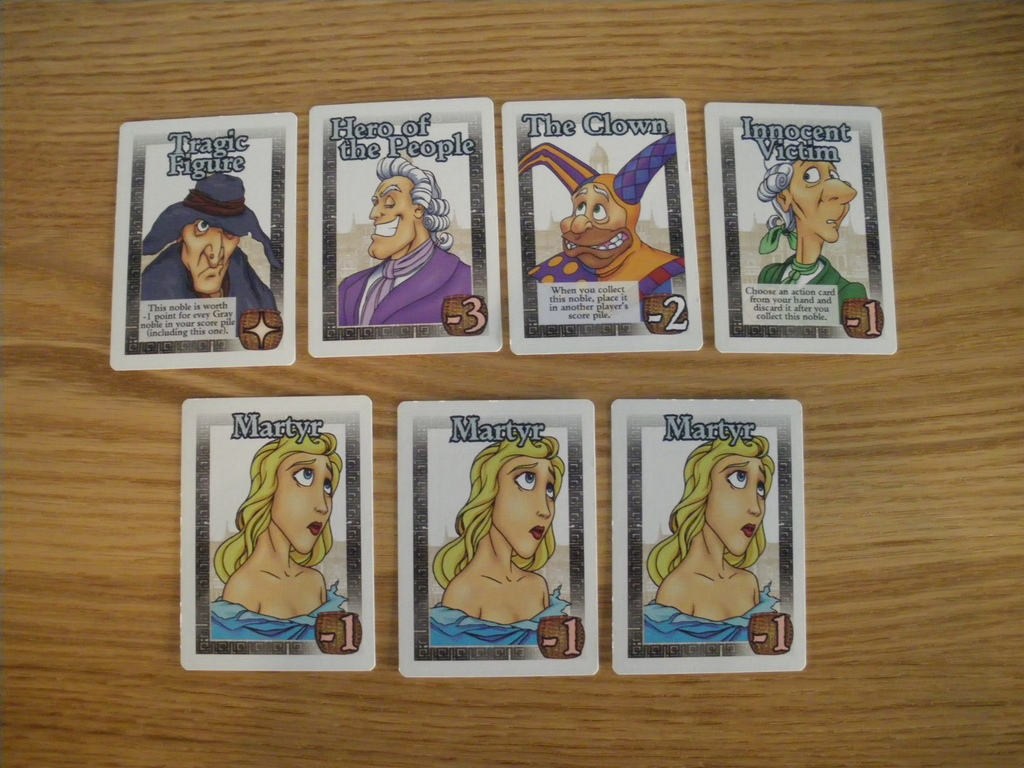 Tragic
Figure
This noble is worth
-1 point for evey Gray
noble in your score pile
(including this one).
Hero of
the People
-3
The Clown
When you collect
this noble, place it
in another player's
score pile.
-2
Innocent
Victim
Choose an action card
from your hand and
discard it after you
collect this noble.
-1
Martyr
-1
Martyr
-1
Martyr
-1